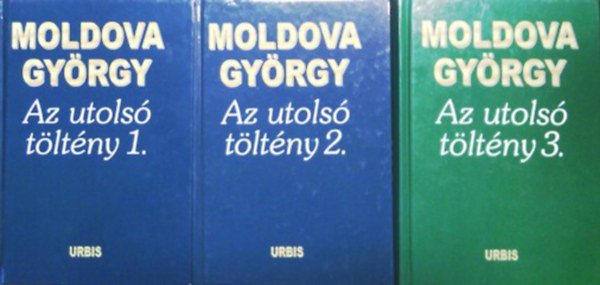 MOLDOVA
GYÖRGY
Az utolsó
töltény 1.
URBIS
MOLDOVA
GYÖRGY
Az utolsó
töltény 2.
URBIS
MOLDOVA
GYÖRGY
Az utolsó
töltény 3.
URBIS